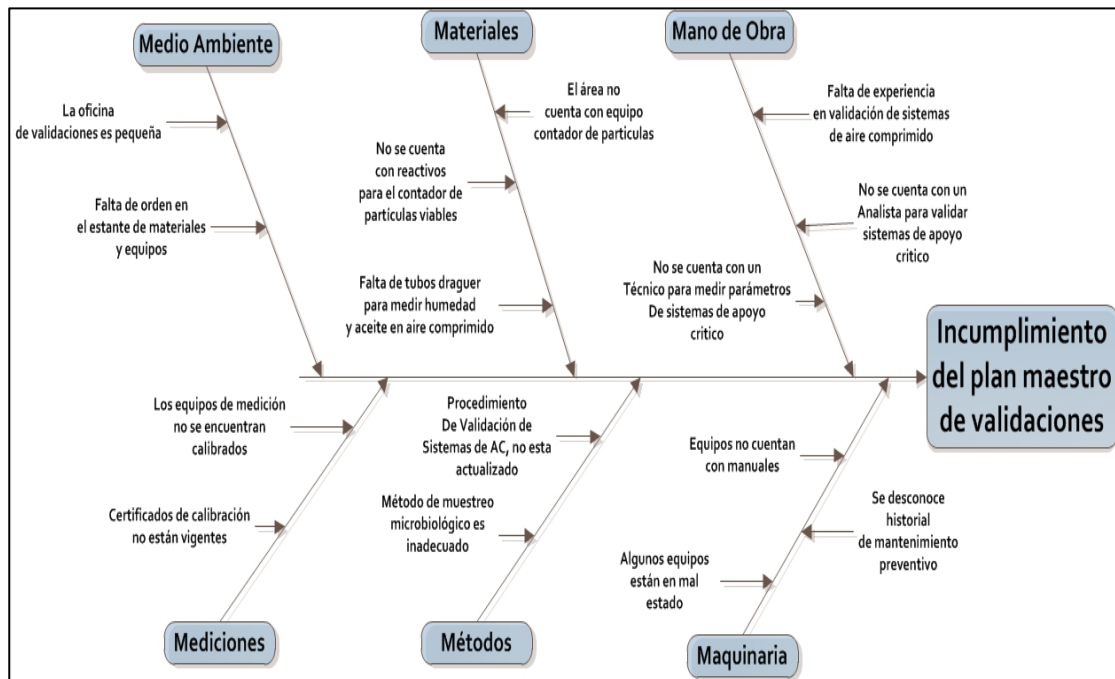 Medio Ambiente
Materiales
Mano de Obra
La oficina
de validaciones es pequeña
Falta de orden en
el estante de materiales
y equipos
El área no
cuenta con equipo
contador de particulas
No se cuenta
con reactivos
para el contador de
partículas viables
Falta de tubos draguer
para medir humedad
y aceite en aire comprimido
Falta de experiencia
en validación de sistemas
de aire comprimido
No se cuenta con un
Analista para validar
sistemas de apoyo
critico
No se cuenta con un
Técnico para medir parámetros
De sistemas de apoyo
critico
Incumplimiento
del plan maestro
de validaciones
Los equipos de medición
no se encuentran
calibrados
Certificados de calibración
no están vigentes
Procedimiento
De Validación de
Sistemas de AC, no esta
actualizado
Método de muestreo
microbiológico es
inadecuado
Equipos no cuentan
con manuales
Se desconoce
historial
de mantenimiento
preventivo
Algunos equipos
están en mal
estado
Mediciones
Métodos
Maquinaria